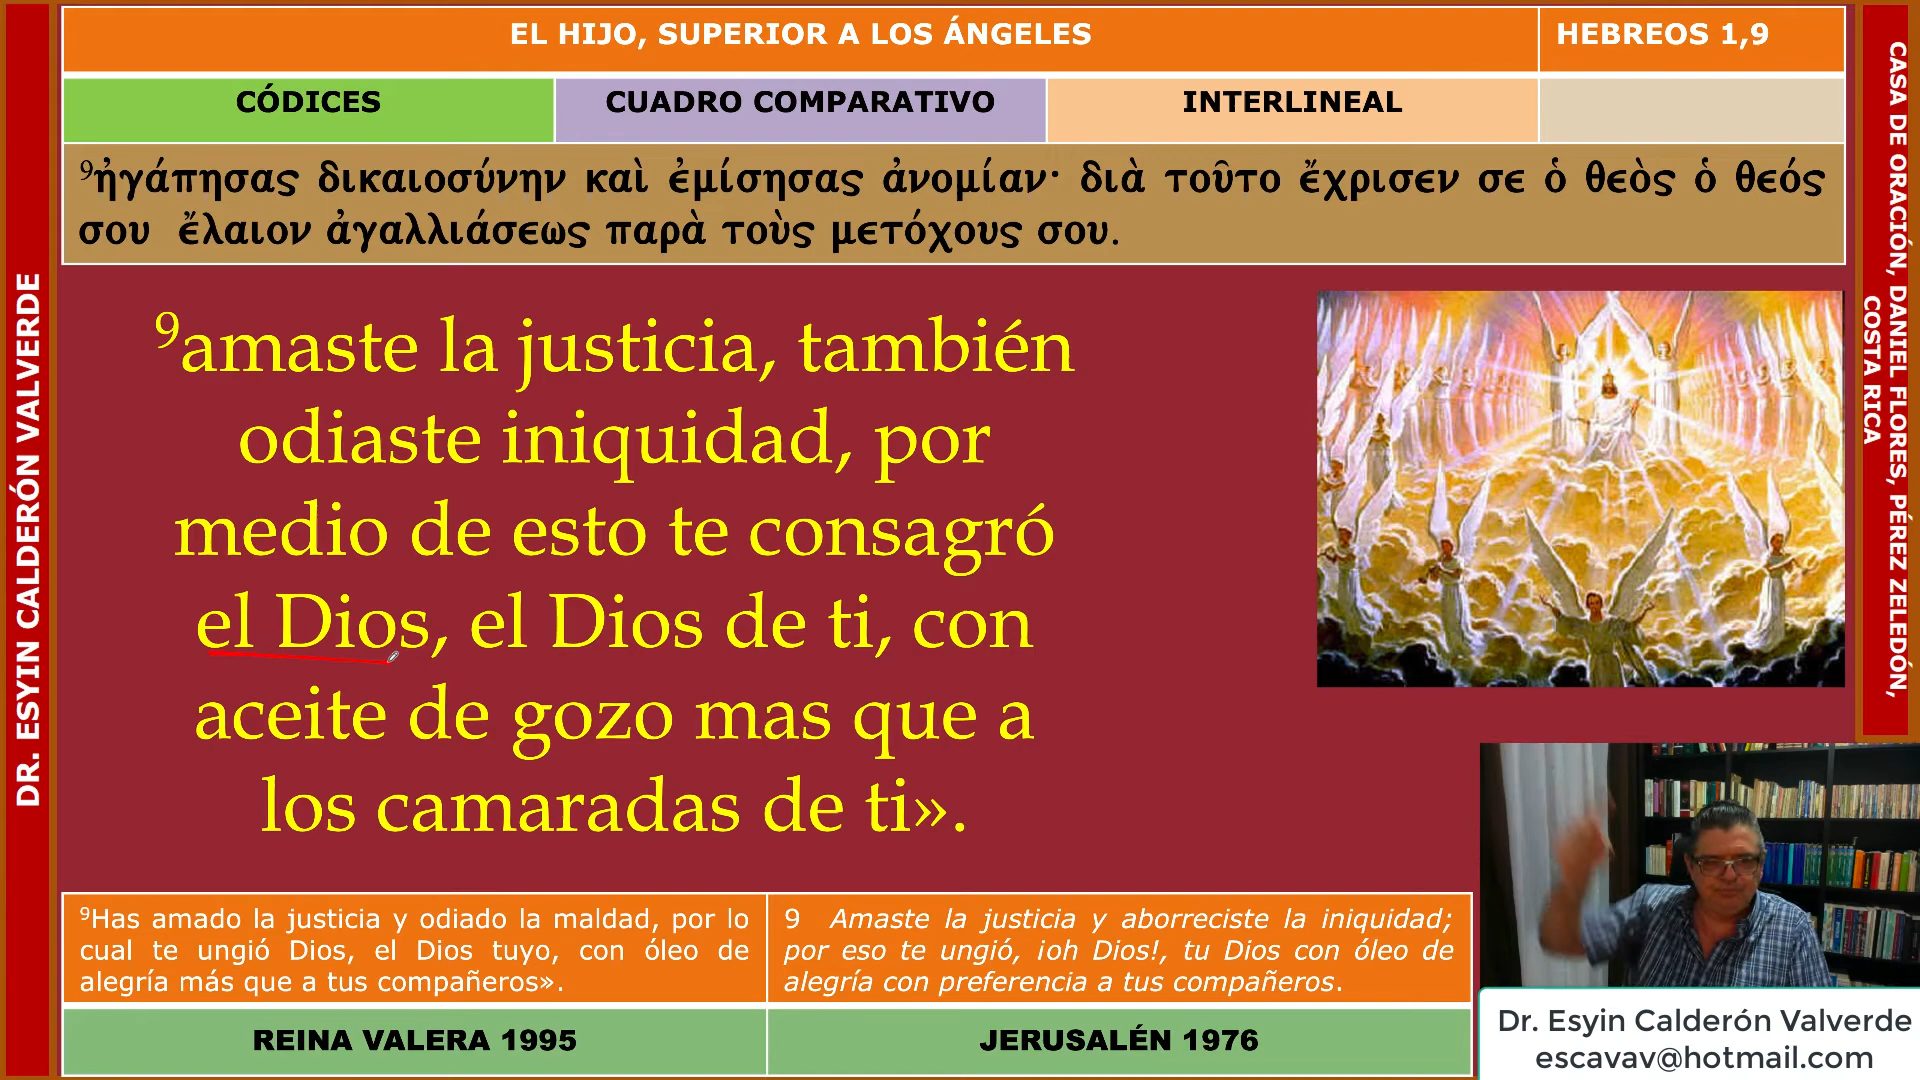 EL HIJO, SUPERIOR A LOS ÁNGELES
HEBREOS 1,9
CÓDICES
CUADRO COMPARATIVO
INTERLINEAL
⁹ἠγάπησας δικαιοσύνην καὶ ἐμίσησας ἀνομίαν· διὰ τοῦτο ἔχρισεν σε ὁ θεὸς ὁ θεός
σου ἔλαιον ἀγαλλιάσεως παρὰ τοὺς μετόχους σου.
⁹amaste la justicia, también
odiaste iniquidad, por
medio de esto te consagró
el Dios, el Dios de ti, con
aceite de gozo mas que a
los camaradas de ti».
⁹Has amado la justicia y odiado la maldad, por lo
cual te ungió Dios, el Dios tuyo, con óleo de
alegría más que a tus compañeros».
9 Amaste la justicia y aborreciste la iniquidad;
por eso te ungió, ¡oh Dios!, tu Dios con óleo de
alegría con preferencia a tus compañeros.
REINA VALERA 1995
JERUSALÉN 1976
DR. ESYIN CALDERÓN VALVERDE
CASA DE ORACIÓN, DANIEL FLORES, PÉREZ ZELEDÓN,
COSTA RICA
Dr. Esyin Calderón Valverde
escavav@hotmail.com